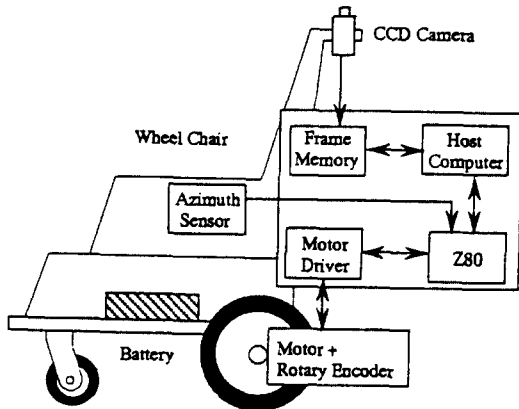 CCD Camera
Wheel Chair
Frame
Memory
Host
Computer
Azimuth
Sensor
Motor
Driver
Z80
Battery
Motor +
Rotary Encoder